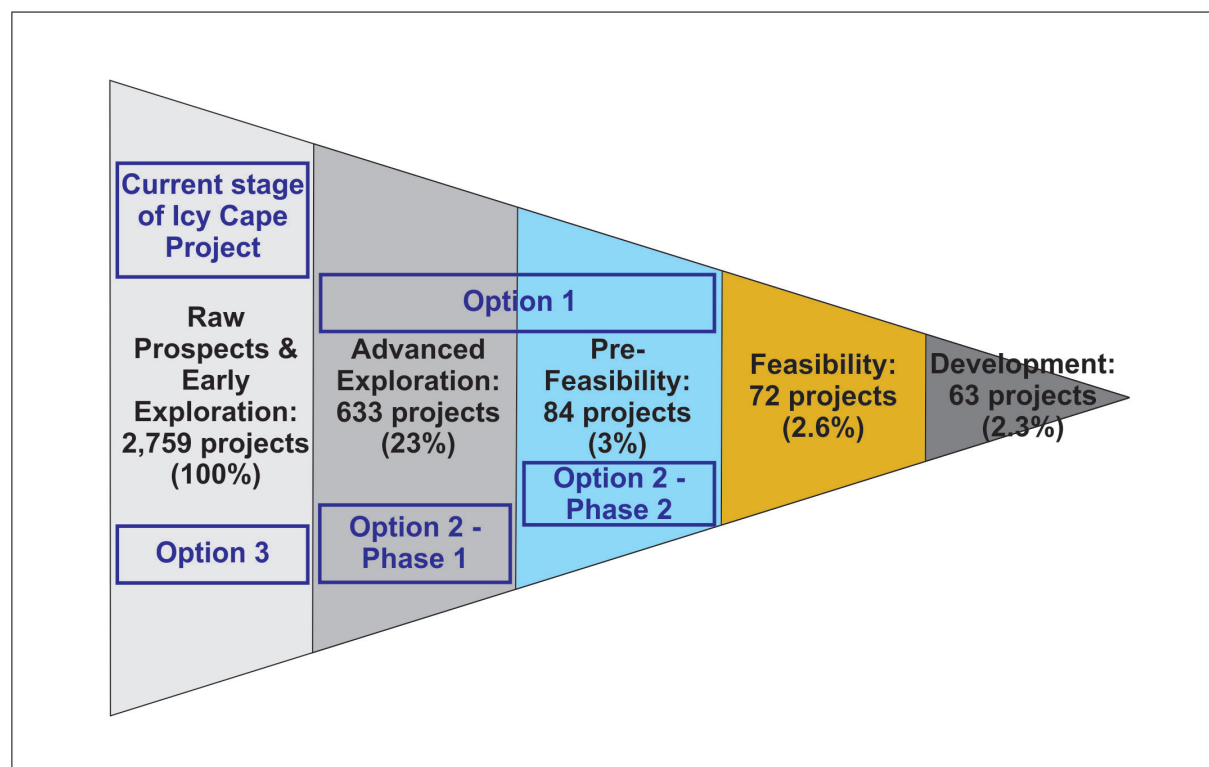 Current stage
of Icy Cape
Project
Raw
Prospects &
Early
Exploration:
2,759 projects
(100%)
Option 3
Option 1
Advanced
Exploration:
633 projects
(23%)
Option 2 -
Phase 1
Pre-
Feasibility:
84 projects
(3%)
Option 2 -
Phase 2
Feasibility:
72 projects
(2.6%)
Development:
63 projects
(2.3%)